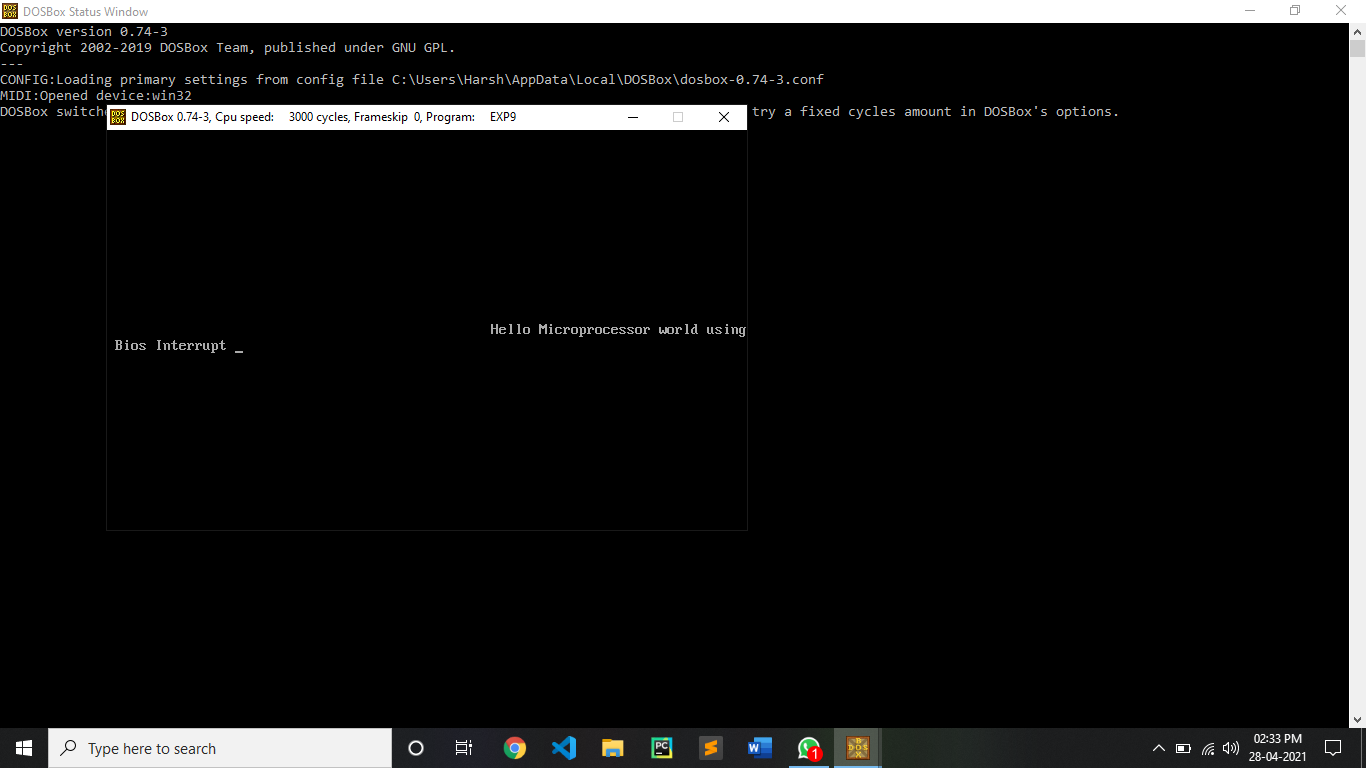 DOSBox Status Window
DOSBox version 0.74-3
Copyright 2002-2019 DOSBox Team, published under GNU GPL.
---
CONFIG:Loading primary settings from config file C:\Users\Harsh\AppData\Local\DOSBox\dosbox-0.74-3.conf
MIDI:Opened device:win32
DOSBox switch try a fixed cycles amount in DOSBox's options.
DOSBox 0.74-3, Cpu speed: 3000 cycles, Frameskip 0, Program: EXP9
Hello Microprocessor world using
Bios Interrupt _
Type here to search
1
02:33 PM
28-04-2021